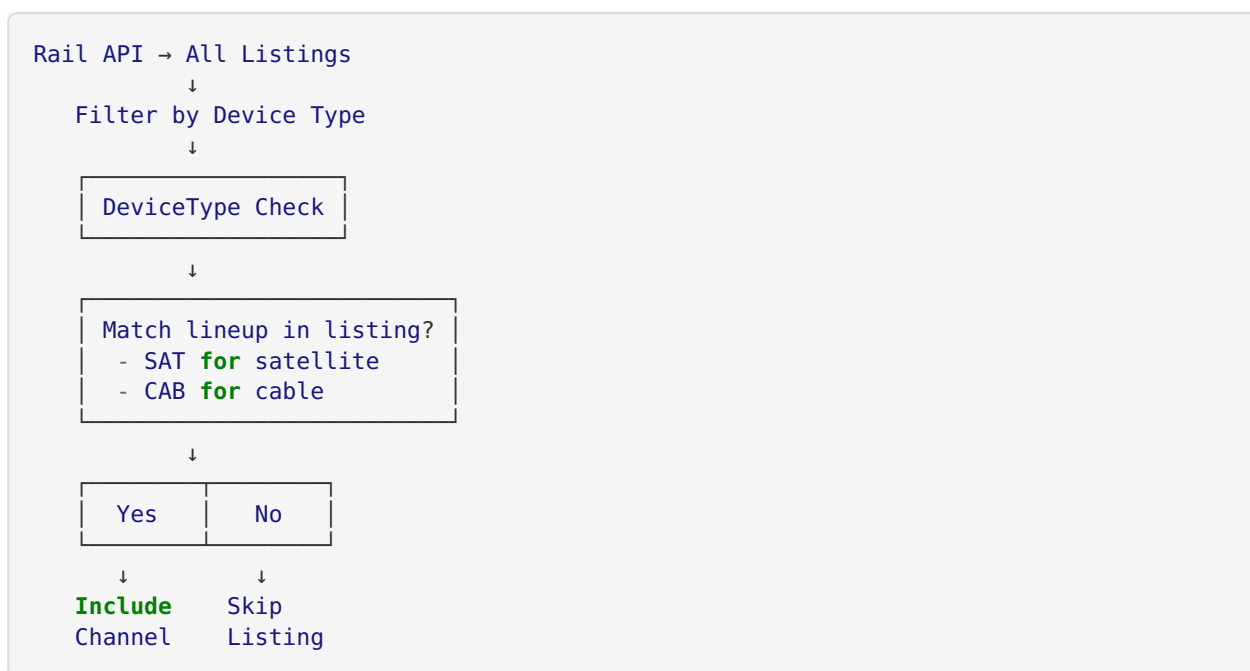 Rail API → All Listings
↓
Filter by Device Type
↓
DeviceType Check
↓
Match lineup in listing?
- SAT for satellite
- CAB for cable
↓
Yes No
↓ ↓
Include Skip
Channel Listing